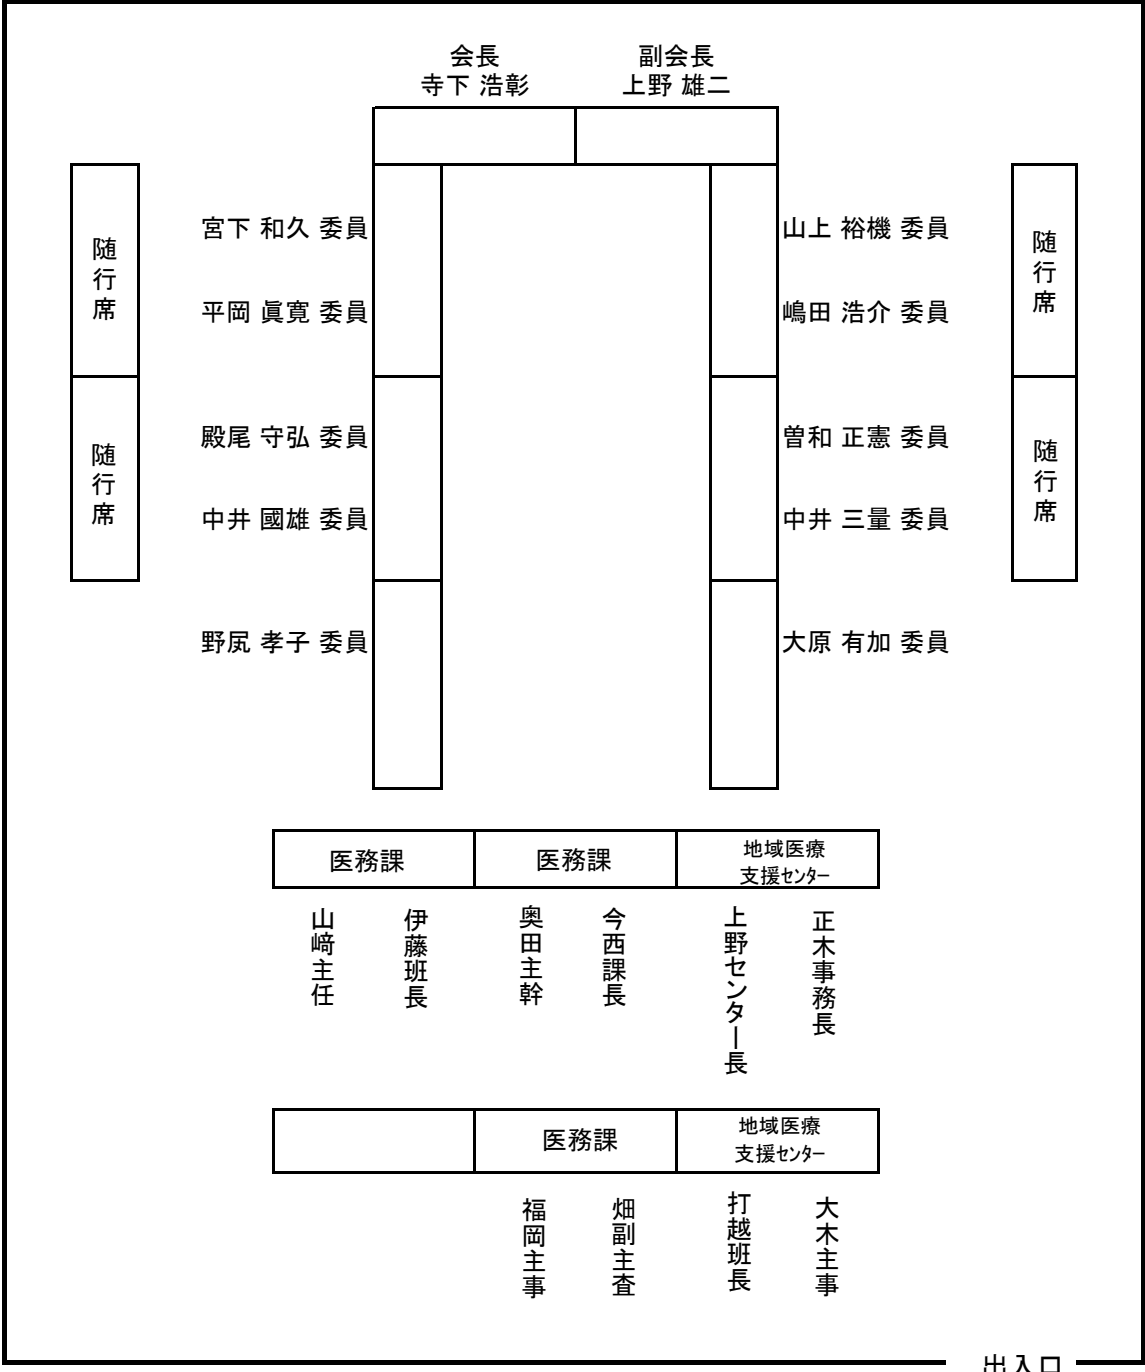 会長
寺下 浩彰
副会長
上野 雄二
随行席
宮下 和久 委員
平岡 眞寛 委員
山上 裕機 委員
嶋田 浩介 委員
随行席
随行席
殿尾 守弘 委員
中井 國雄 委員
曽和 正憲 委員
中井 三量 委員
随行席
野尻 孝子 委員
大原 有加 委員
医務課
医務課
地域医療
支援センター
山﨑主任
伊藤班長
奥田主幹
今西課長
上野センター長
正木事務長
医務課
地域医療
支援センター
福岡主事
畑副主査
打越班長
大木主事
出入口